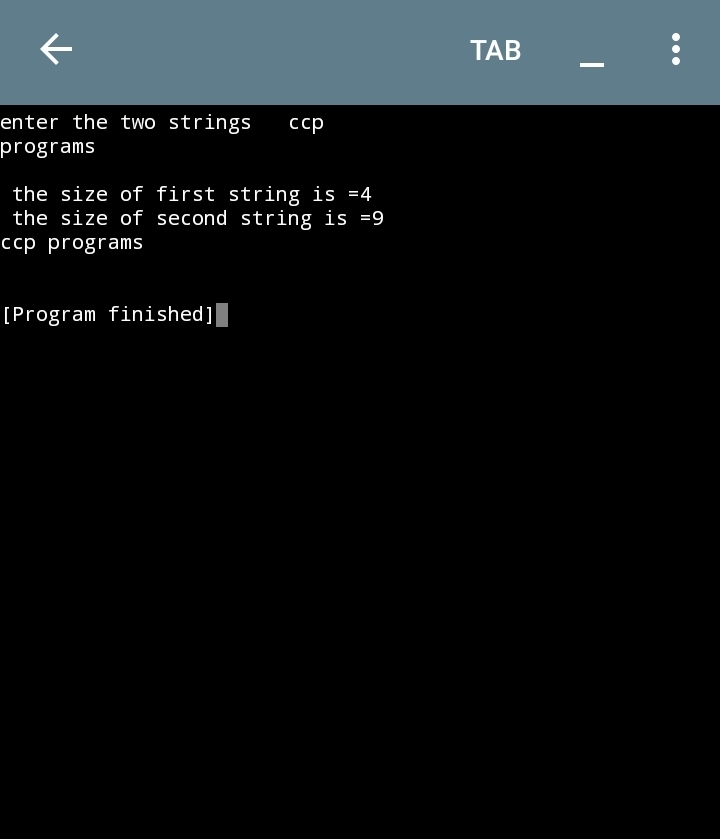 TAB
enter the two strings   ccp
programs
 the size of first string is =4
 the size of second string is =9
ccp programs
[Program finished]